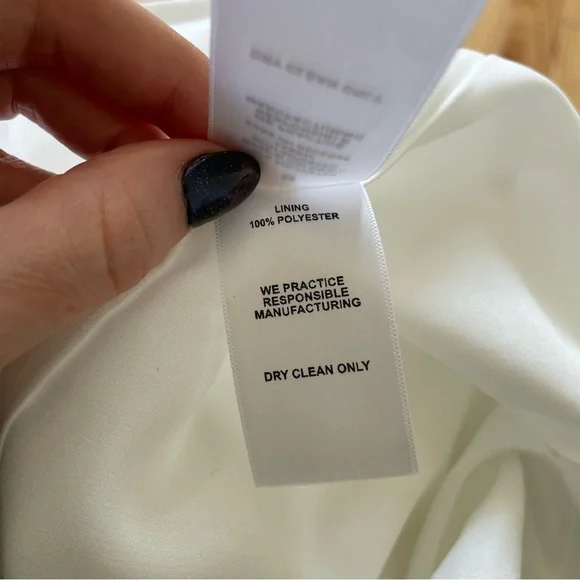 LINING
100% POLYESTER
WE PRACTICE
RESPONSIBLE
MANUFACTURING
DRY CLEAN ONLY